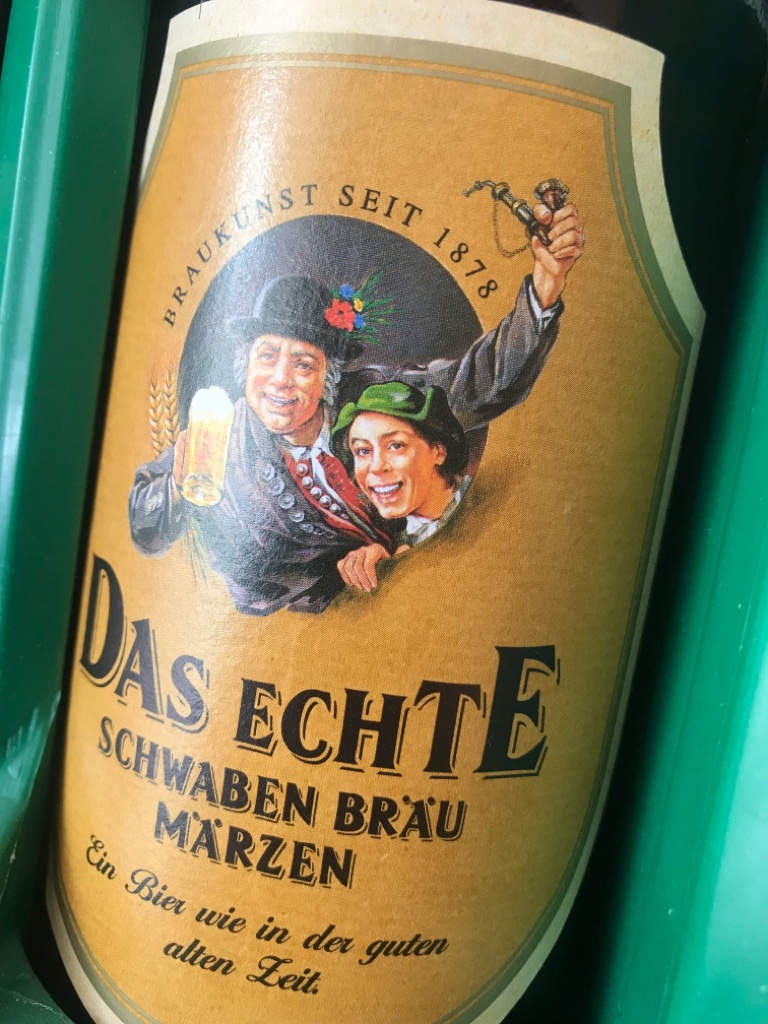 BRAUKUNST SEIT 1878
DAS ECHTE
SCHWABEN BRÄU
MÄRZEN
Ein Bier wie in der guten
alten Zeit.